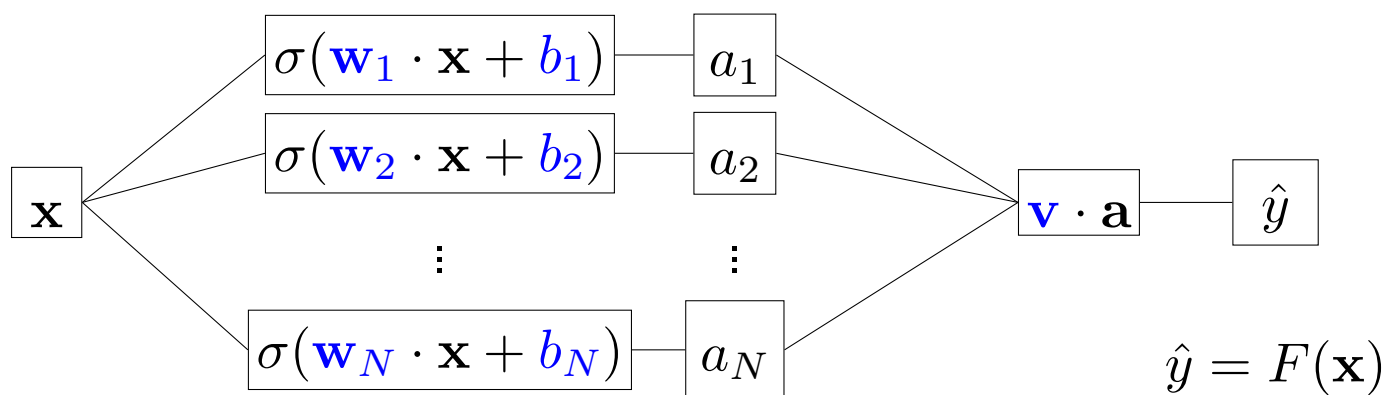 σ(w₁ · x + b₁) a₁
σ(w₂ · x + b₂) a₂
x v · a ŷ
⋮ ⋮
σ(w_N · x + b_N) a_N
ŷ = F(x)